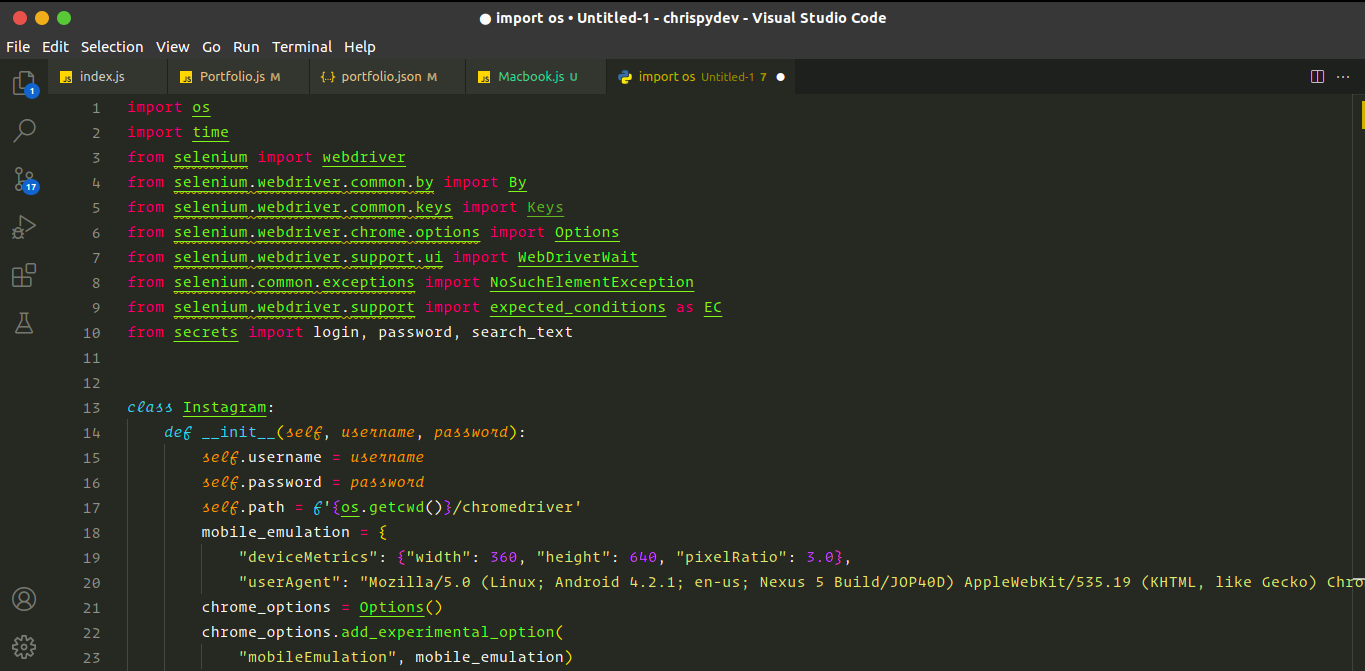 ● import os • Untitled-1 - chrispydev - Visual Studio Code
File Edit Selection View Go Run Terminal Help
JS index.js JS Portfolio.js M {..} portfolio.json M JS Macbook.js U import os Untitled-1 7 ● ...
1
17
1 import os
2 import time
3 from selenium import webdriver
4 from selenium.webdriver.common.by import By
5 from selenium.webdriver.common.keys import Keys
6 from selenium.webdriver.chrome.options import Options
7 from selenium.webdriver.support.ui import WebDriverWait
8 from selenium.common.exceptions import NoSuchElementException
9 from selenium.webdriver.support import expected_conditions as EC
10 from secrets import login, password, search_text
11
12
13 class Instagram:
14 def __init__(self, username, password):
15 self.username = username
16 self.password = password
17 self.path = f'{os.getcwd()}/chromedriver'
18 mobile_emulation = {
19 "deviceMetrics": {"width": 360, "height": 640, "pixelRatio": 3.0},
20 "userAgent": "Mozilla/5.0 (Linux; Android 4.2.1; en-us; Nexus 5 Build/JOP40D) AppleWebKit/535.19 (KHTML, like Gecko) Chro
21 chrome_options = Options()
22 chrome_options.add_experimental_option(
23 "mobileEmulation", mobile_emulation)